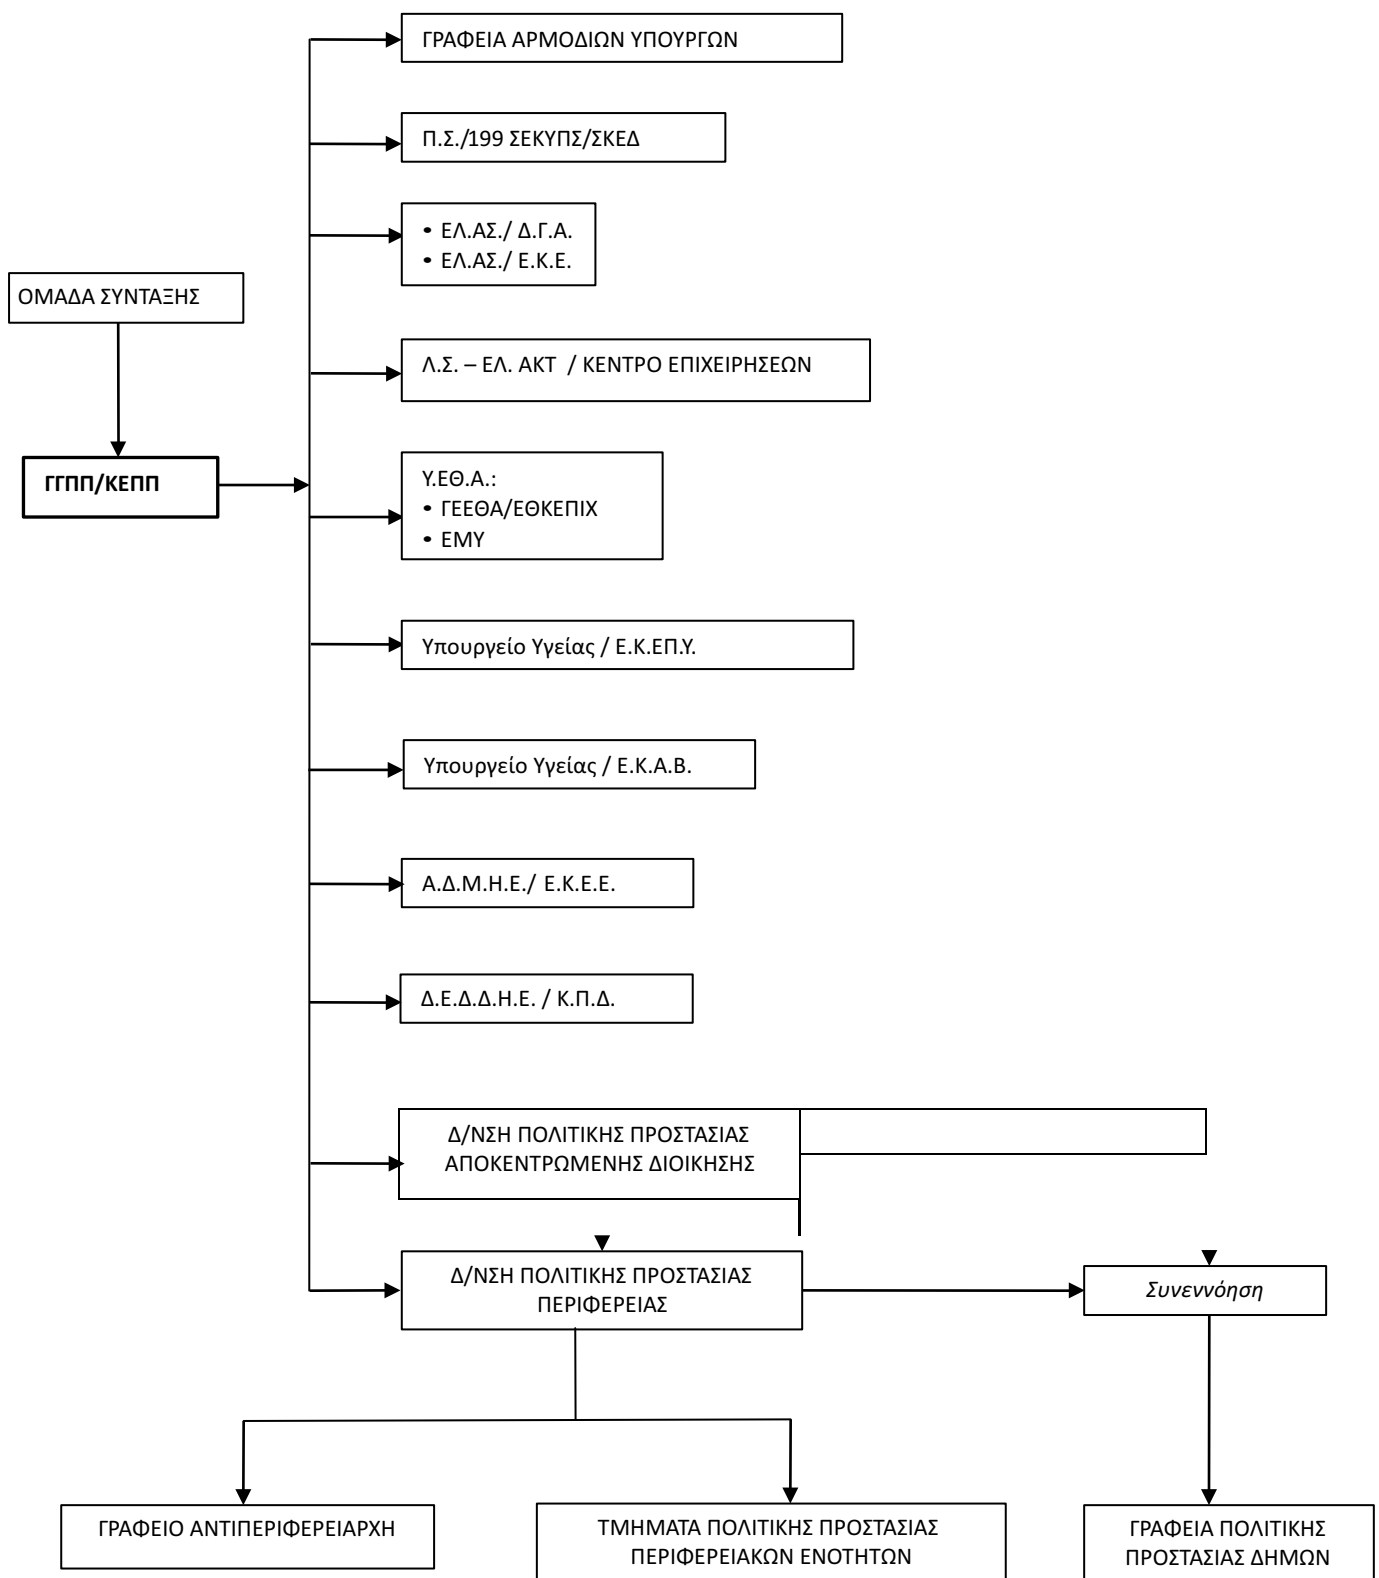 ΓΡΑΦΕΙΑ ΑΡΜΟΔΙΩΝ ΥΠΟΥΡΓΩΝ
Π.Σ./199 ΣΕΚΥΠΣ/ΣΚΕΔ
• ΕΛ.ΑΣ./ Δ.Γ.Α.
• ΕΛ.ΑΣ./ Ε.Κ.Ε.
ΟΜΑΔΑ ΣΥΝΤΑΞΗΣ
Λ.Σ. – ΕΛ. ΑΚΤ / ΚΕΝΤΡΟ ΕΠΙΧΕΙΡΗΣΕΩΝ
ΓΓΠΠ/ΚΕΠΠ
Υ.ΕΘ.Α.:
• ΓΕΕΘΑ/ΕΘΚΕΠΙΧ
• ΕΜΥ
Υπουργείο Υγείας / Ε.Κ.ΕΠ.Υ.
Υπουργείο Υγείας / Ε.Κ.Α.Β.
Α.Δ.Μ.Η.Ε./ Ε.Κ.Ε.Ε.
Δ.Ε.Δ.Δ.Η.Ε. / Κ.Π.Δ.
Δ/ΝΣΗ ΠΟΛΙΤΙΚΗΣ ΠΡΟΣΤΑΣΙΑΣ
ΑΠΟΚΕΝΤΡΩΜΕΝΗΣ ΔΙΟΙΚΗΣΗΣ
Δ/ΝΣΗ ΠΟΛΙΤΙΚΗΣ ΠΡΟΣΤΑΣΙΑΣ
ΠΕΡΙΦΕΡΕΙΑΣ
Συνεννόηση
ΓΡΑΦΕΙΟ ΑΝΤΙΠΕΡΙΦΕΡΕΙΑΡΧΗ
ΤΜΗΜΑΤΑ ΠΟΛΙΤΙΚΗΣ ΠΡΟΣΤΑΣΙΑΣ
ΠΕΡΙΦΕΡΕΙΑΚΩΝ ΕΝΟΤΗΤΩΝ
ΓΡΑΦΕΙΑ ΠΟΛΙΤΙΚΗΣ
ΠΡΟΣΤΑΣΙΑΣ ΔΗΜΩΝ